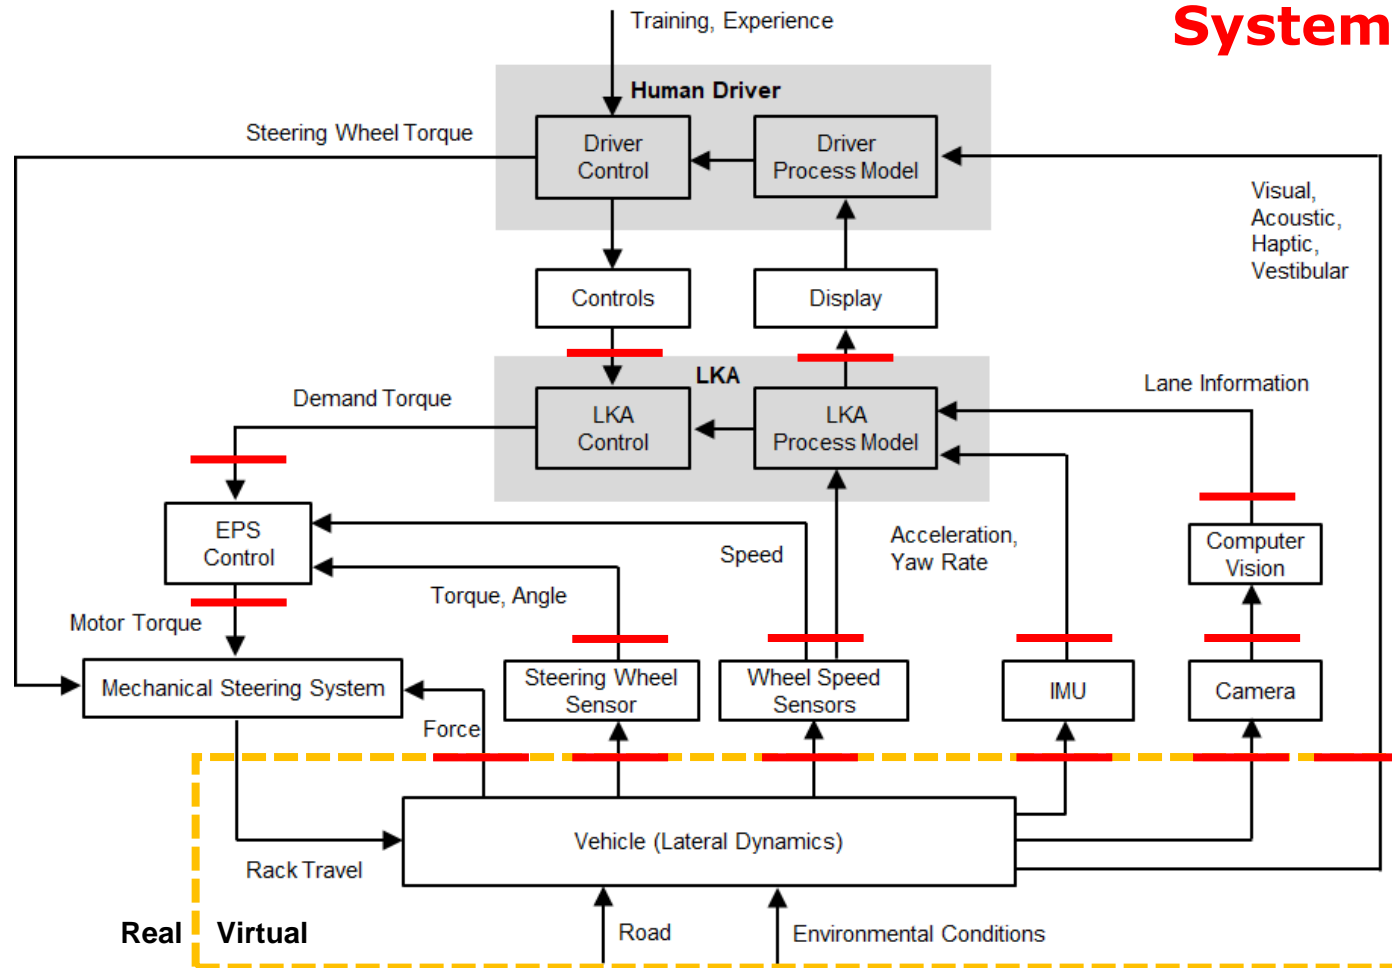 System
Training, Experience
Human Driver
Steering Wheel Torque
Driver
Control
Driver
Process Model
Visual,
Acoustic,
Haptic,
Vestibular
Controls
Display
LKA
Lane Information
Demand Torque
LKA
Control
LKA
Process Model
EPS
Control
Speed
Acceleration,
Yaw Rate
Computer
Vision
Torque, Angle
Motor Torque
Mechanical Steering System
Steering Wheel
Sensor
Wheel Speed
Sensors
IMU
Camera
Force
Vehicle (Lateral Dynamics)
Rack Travel
Real
Virtual
Road
Environmental Conditions